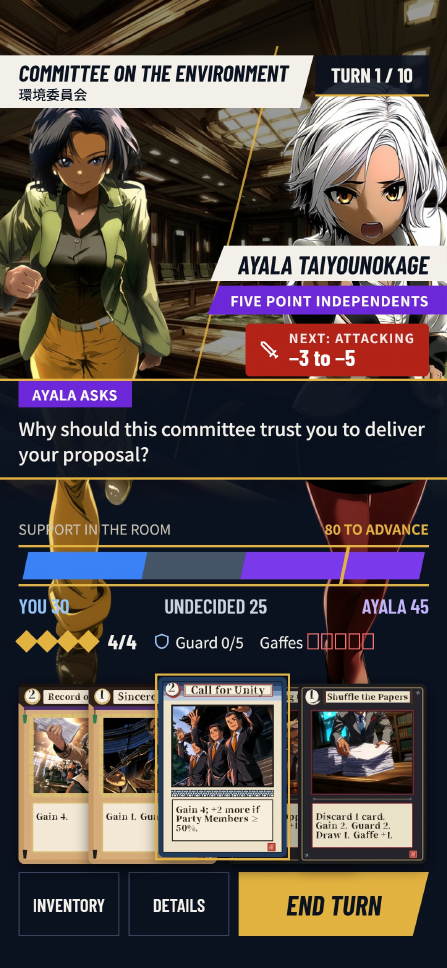 COMMITTEE ON THE ENVIRONMENT
環境委員会
TURN 1 / 10
AYALA TAIYOUNOKAGE
FIVE POINT INDEPENDENTS
NEXT: ATTACKING
−3 to −5
AYALA ASKS
Why should this committee trust you to deliver
your proposal?
SUPPORT IN THE ROOM
80 TO ADVANCE
YOU 30
UNDECIDED 25
AYALA 45
4/4
Guard 0/5
Gaffes
2
Record o
Gain 4.
1
Sincere
Gain 1. Gua
2
Call for Unity
Gain 4; +2 more if
Party Members ≥
50%.
1
Shuffle the Papers
Discard 1 card.
Gain 2. Guard 2.
Draw 1. Gaffe +1.
INVENTORY
DETAILS
END TURN